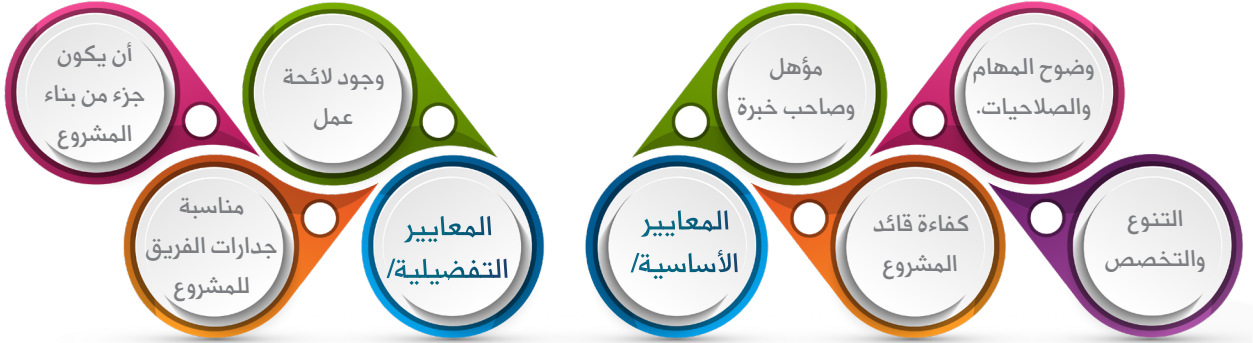 المعايير
الأساسية/
مؤهل
وصاحب خبرة
كفاءة قائد
المشروع
وضوح المهام
والصلاحيات.
التنوع
والتخصص
المعايير
التفضيلية/
وجود لائحة
عمل
مناسبة
جدارات الفريق
للمشروع
أن يكون
جزء من بناء
المشروع